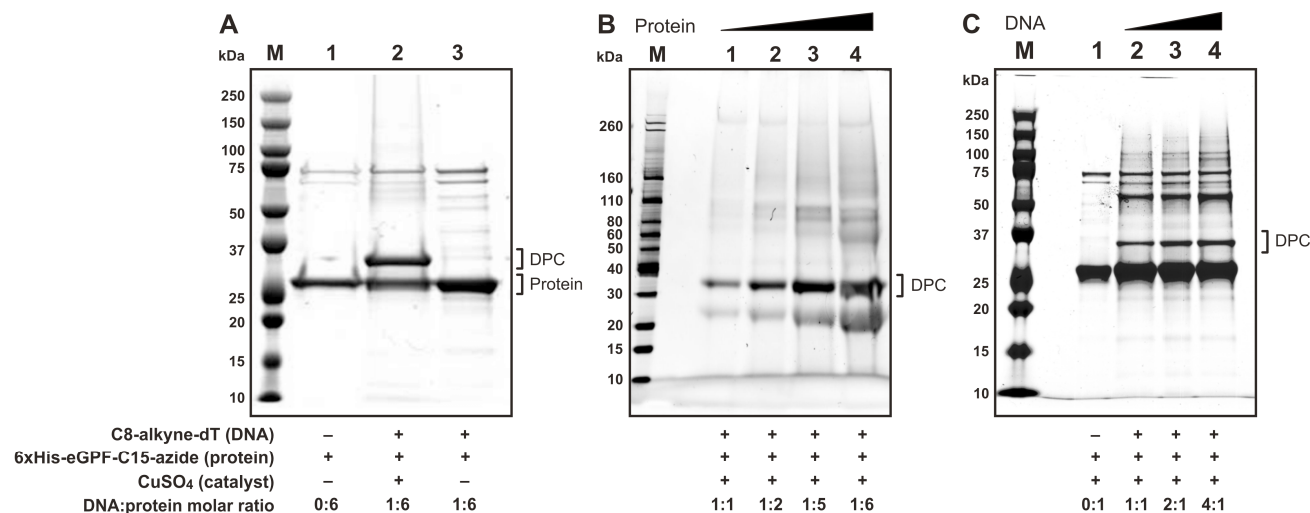 A
kDa M 1 2 3
250
150
100
75
50
37
25
20
15
10
DPC
Protein
B Protein
kDa M 1 2 3 4
260
160
110
80
60
50
40
30
20
15
10
DPC
C DNA
M 1 2 3 4
kDa
250
150
100
75
50
37
25
20
15
10
DPC
C8-alkyne-dT (DNA) – + + + + + + – + + +
6xHis-eGPF-C15-azide (protein) + + + + + + + + + + +
CuSO₄ (catalyst) – + – + + + + + + + +
DNA:protein molar ratio 0:6 1:6 1:6 1:1 1:2 1:5 1:6 0:1 1:1 2:1 4:1